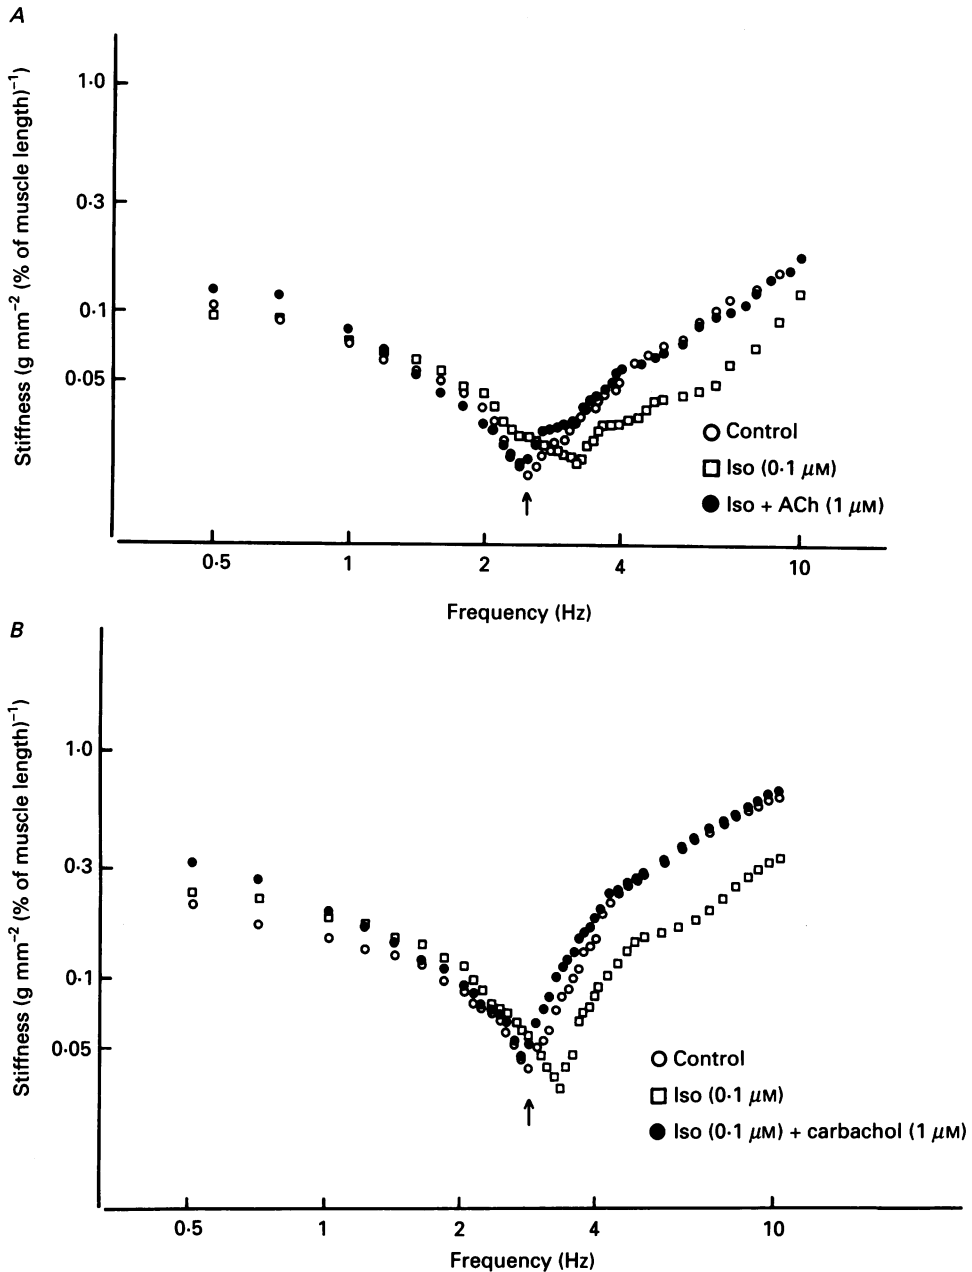 A
Stiffness (g mm⁻² (% of muscle length)⁻¹)
1·0
0·3
0·1
0·05
Control
Iso (0·1 μM)
Iso + ACh (1 μM)
0·5 1 2 4 10
Frequency (Hz)
B
Stiffness (g mm⁻² (% of muscle length)⁻¹)
1·0
0·3
0·1
0·05
Control
Iso (0·1 μM)
Iso (0·1 μM) + carbachol (1 μM)
0·5 1 2 4 10
Frequency (Hz)